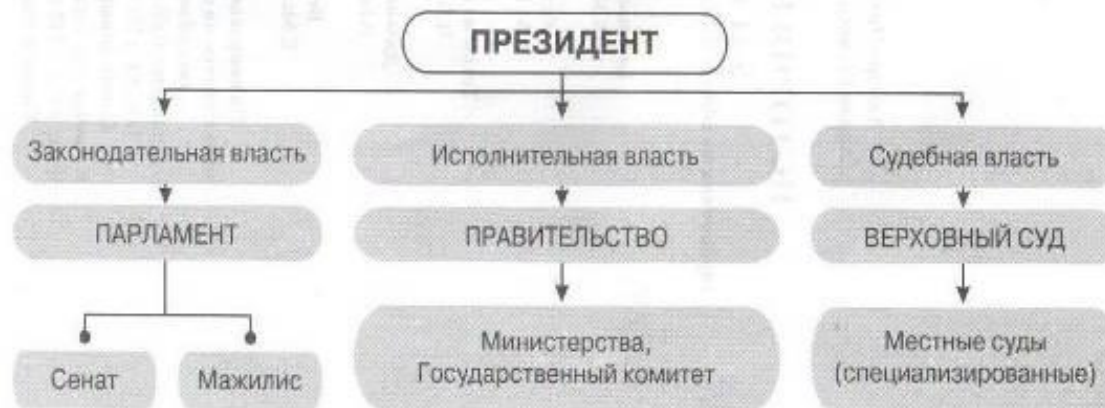 ПРЕЗИДЕНТ
Законодательная власть
Исполнительная власть
Судебная власть
ПАРЛАМЕНТ
ПРАВИТЕЛЬСТВО
ВЕРХОВНЫЙ СУД
Сенат
Мажилис
Министерства,
Государственный комитет
Местные суды
(специализированные)